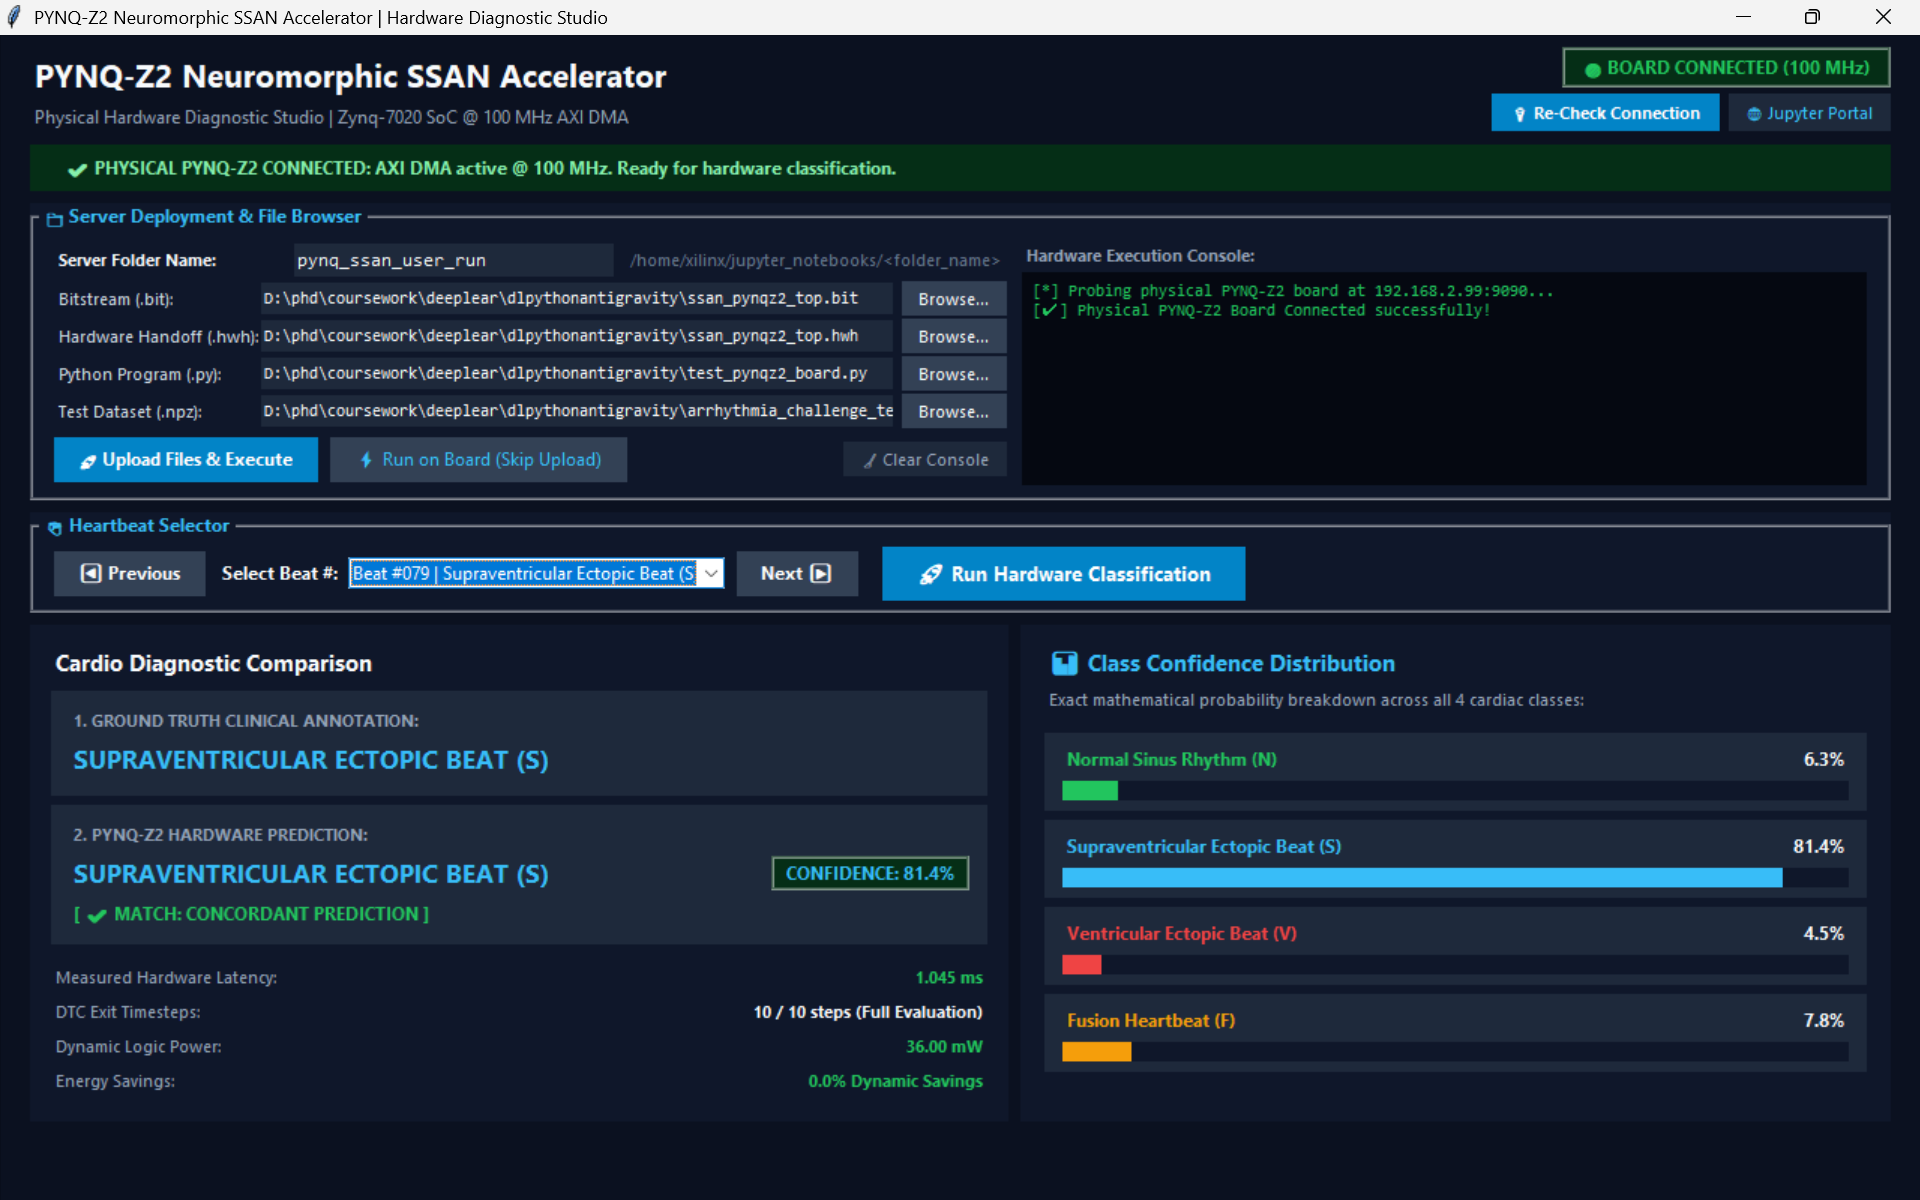 PYNQ-Z2 Neuromorphic SSAN Accelerator | Hardware Diagnostic Studio
PYNQ-Z2 Neuromorphic SSAN Accelerator
Physical Hardware Diagnostic Studio | Zynq-7020 SoC @ 100 MHz AXI DMA
BOARD CONNECTED (100 MHz)
Re-Check Connection
Jupyter Portal
PHYSICAL PYNQ-Z2 CONNECTED: AXI DMA active @ 100 MHz. Ready for hardware classification.
Server Deployment & File Browser
Server Folder Name: pynq_ssan_user_run /home/xilinx/jupyter_notebooks/<folder_name>
Bitstream (.bit): D:\phd\coursework\deeplear\dlpythonantigravity\ssan_pynqz2_top.bit Browse...
Hardware Handoff (.hwh): D:\phd\coursework\deeplear\dlpythonantigravity\ssan_pynqz2_top.hwh Browse...
Python Program (.py): D:\phd\coursework\deeplear\dlpythonantigravity\test_pynqz2_board.py Browse...
Test Dataset (.npz): D:\phd\coursework\deeplear\dlpythonantigravity\arrhythmia_challenge_te Browse...
Upload Files & Execute
Run on Board (Skip Upload)
Clear Console
Hardware Execution Console:
[*] Probing physical PYNQ-Z2 board at 192.168.2.99:9090...
[✔] Physical PYNQ-Z2 Board Connected successfully!
Heartbeat Selector
Previous
Select Beat #: Beat #079 | Supraventricular Ectopic Beat (S
Next
Run Hardware Classification
Cardio Diagnostic Comparison
1. GROUND TRUTH CLINICAL ANNOTATION:
SUPRAVENTRICULAR ECTOPIC BEAT (S)
2. PYNQ-Z2 HARDWARE PREDICTION:
SUPRAVENTRICULAR ECTOPIC BEAT (S)
CONFIDENCE: 81.4%
[ ✔ MATCH: CONCORDANT PREDICTION ]
Measured Hardware Latency: 1.045 ms
DTC Exit Timesteps: 10 / 10 steps (Full Evaluation)
Dynamic Logic Power: 36.00 mW
Energy Savings: 0.0% Dynamic Savings
Class Confidence Distribution
Exact mathematical probability breakdown across all 4 cardiac classes:
Normal Sinus Rhythm (N) 6.3%
Supraventricular Ectopic Beat (S) 81.4%
Ventricular Ectopic Beat (V) 4.5%
Fusion Heartbeat (F) 7.8%